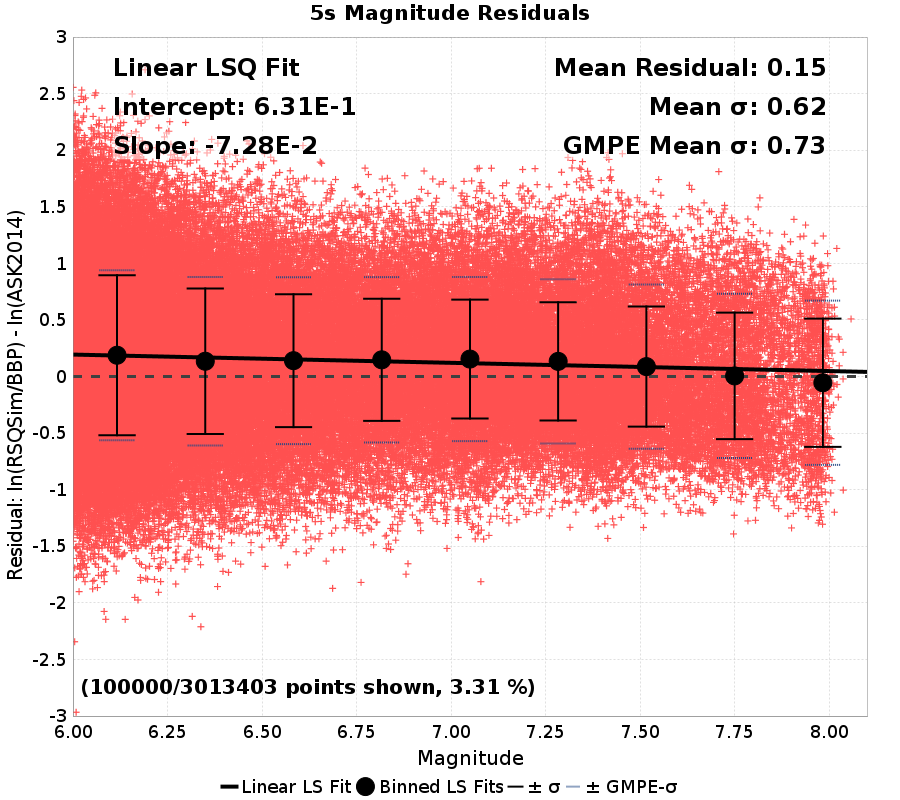 5s Magnitude Residuals
Linear LSQ Fit
Intercept: 6.31E-1
Slope: -7.28E-2
Mean Residual: 0.15
Mean σ: 0.62
GMPE Mean σ: 0.73
Residual: ln(RSQSim/BBP) - ln(ASK2014)
3
2.5
2
1.5
1
0.5
0
-0.5
-1
-1.5
-2
-2.5
-3
(100000/3013403 points shown, 3.31 %)
6.00 6.25 6.50 6.75 7.00 7.25 7.50 7.75 8.00
Magnitude
Linear LS Fit Binned LS Fits ± σ ± GMPE-σ